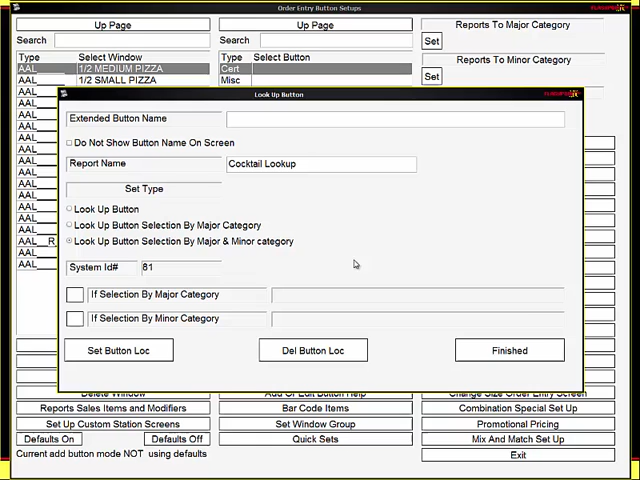 Order Entry Button Setups
Up Page
Up Page
Reports To Major Category
Search
Search
Set
Type
Select Window
Type
Select Button
Reports To Minor Category
AAL
1/2 MEDIUM PIZZA
Cert
AAL
1/2 SMALL PIZZA
Misc
Set
Look Up Button
Extended Button Name
Do Not Show Button Name On Screen
Report Name
Cocktail Lookup
Set Type
Look Up Button
Look Up Button Selection By Major Category
Look Up Button Selection By Major & Minor category
System Id#
81
If Selection By Major Category
If Selection By Minor Category
Set Button Loc
Del Button Loc
Finished
AAL
AAL
AAL
AAL
AAL
AAL
AAL
AAL
AAL
AAL
AAL
AAL
AAL
AAL
AAL__R
AAL
AAL
Delete Window
Add Or Edit Button Help
Change Size Order Entry Screen
Reports Sales Items and Modifiers
Bar Code Items
Combination Special Set Up
Set Up Custom Station Screens
Set Window Group
Promotional Pricing
Defaults On
Defaults Off
Quick Sets
Mix And Match Set Up
Current add button mode NOT using defaults
Exit